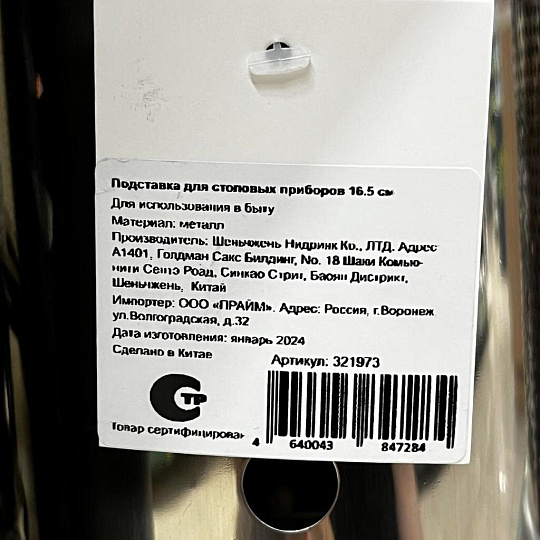 Подставка для столовых приборов 16.5 см
Для использования в быту
Материал: металл
Производитель: Шеньчжень Нидринк Ко., ЛТД. Адрес
А1401, Голдман Сакс Билдинг, No. 18 Шаки Комью-
нити Сентэ Роад, Синкао Стрит, Баоян Дистрикт,
Шеньчжень, Китай
Импортер: ООО «ПРАЙМ». Адрес: Россия, г.Воронеж
ул.Волгоградская, д.32
Дата изготовления: январь 2024
Сделано в Китае
Артикул: 321973
СТР
Товар сертифицирован
4 640043 847284